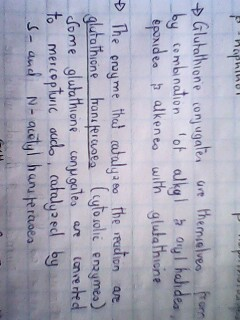 → Glutathione conjugates are themselves from
by combination of alkyl & aryl halides,
epoxides & alkenes with glutathione
→ The enzyme that catalyzes the reaction are
glutathione transferases (cytosolic enzymes)
Some glutathione conjugates are converted
to mercapturic acids catalyzed by
S- and N-acetyl transferases